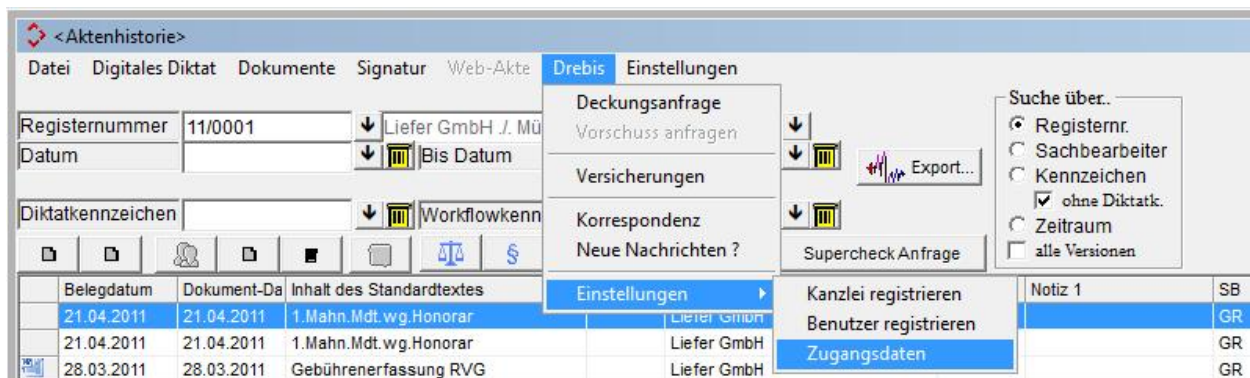 <Aktenhistorie>
Datei Digitales Diktat Dokumente Signatur Web-Akte Drebis Einstellungen
Deckungsanfrage
Vorschuss anfragen
Versicherungen
Korrespondenz
Neue Nachrichten ?
Einstellungen
Kanzlei registrieren
Benutzer registrieren
Zugangsdaten
Registernummer 11/0001 Liefer GmbH ./. Mü
Datum Bis Datum
Export...
Diktatkennzeichen Workflowkenn
Suche über..
Registernr.
Sachbearbeiter
Kennzeichen
ohne Diktatk.
Zeitraum
alle Versionen
§ Supercheck Anfrage
Belegdatum Dokument-Da Inhalt des Standardtextes Notiz 1 SB
21.04.2011 21.04.2011 1.Mahn.Mdt.wg.Honorar Liefer GmbH GR
21.04.2011 21.04.2011 1.Mahn.Mdt.wg.Honorar Liefer GmbH GR
28.03.2011 28.03.2011 Gebührenerfassung RVG Liefer GmbH GR